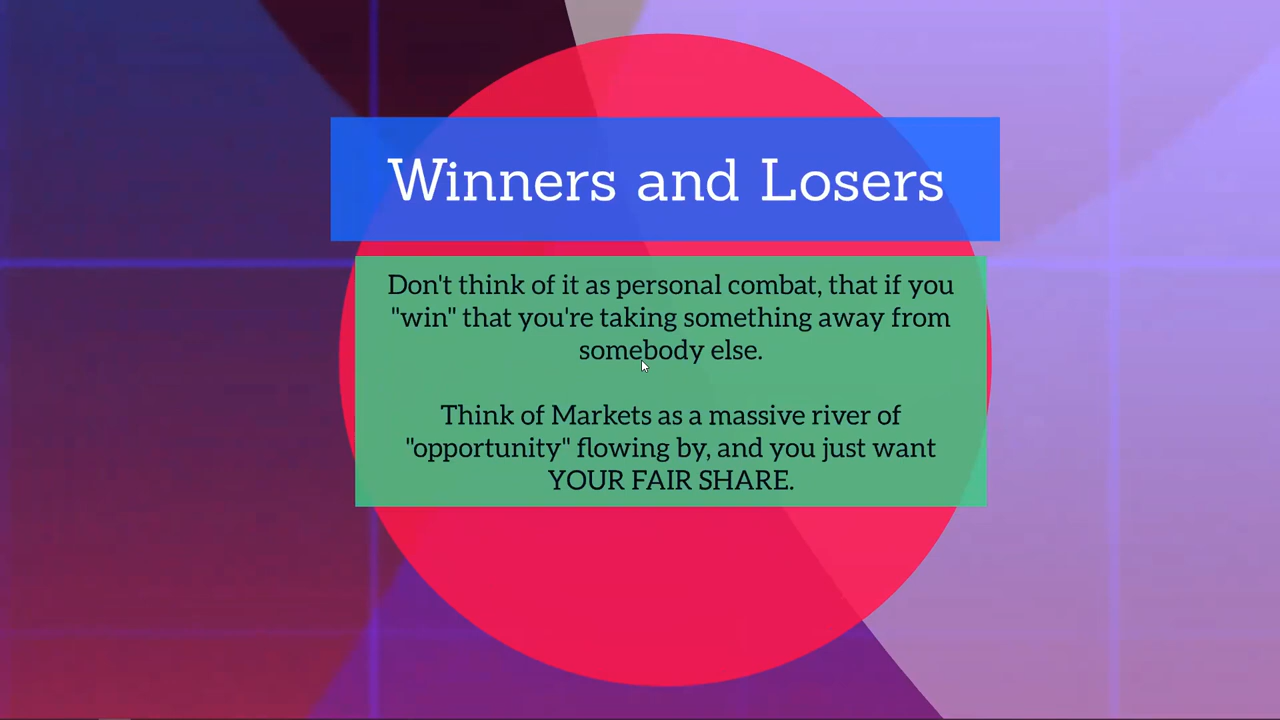 Winners and Losers
Don't think of it as personal combat, that if you
"win" that you're taking something away from
somebody else.
Think of Markets as a massive river of
"opportunity" flowing by, and you just want
YOUR FAIR SHARE.